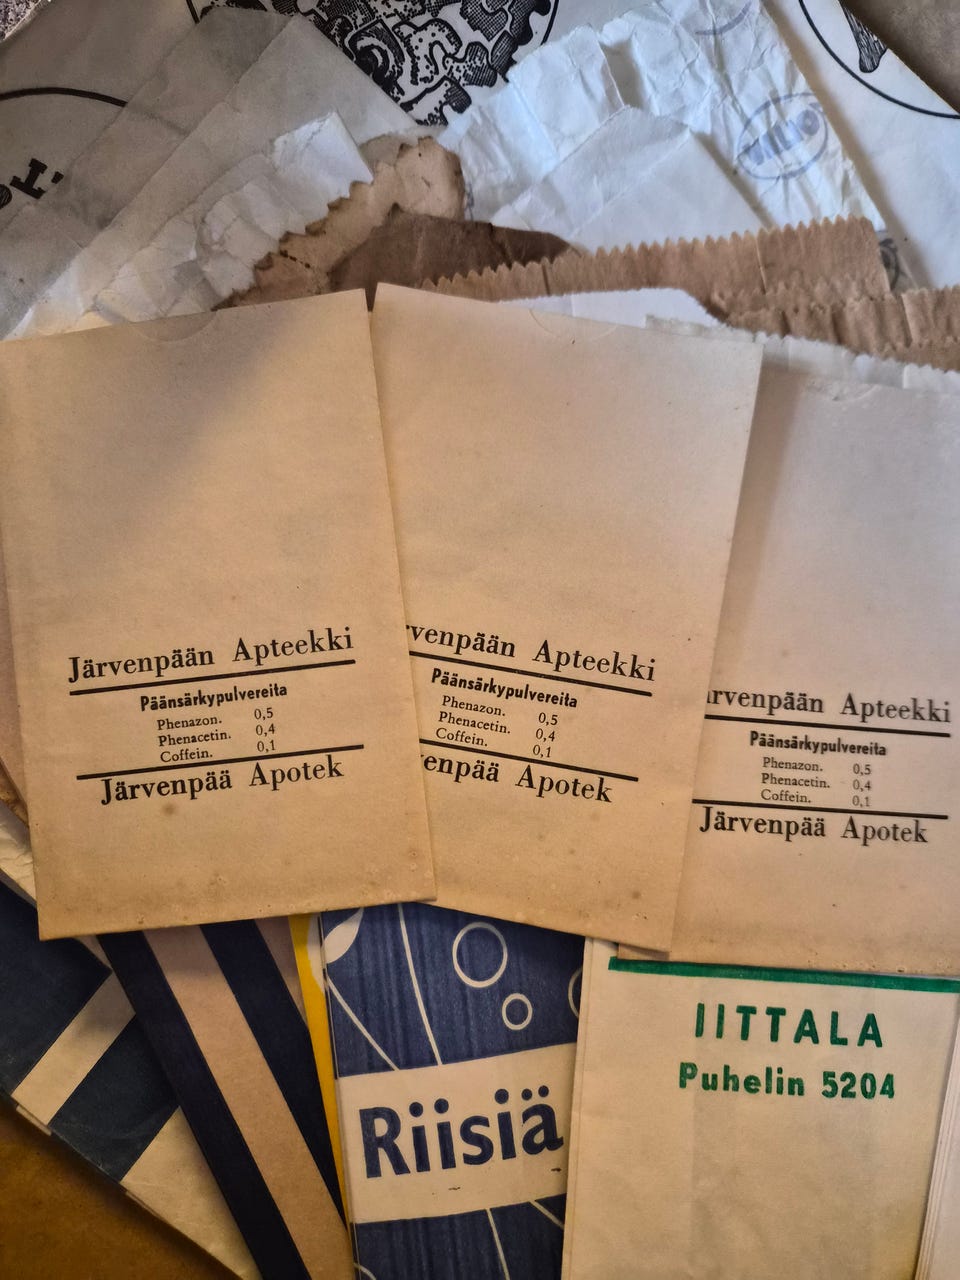 Järvenpään Apteekki
Päänsärkypulvereita
Phenazon. 0,5
Phenacetin. 0,4
Coffein. 0,1
Järvenpää Apotek
rvenpään Apteekki
Päänsärkypulvereita
Phenazon. 0,5
Phenacetin. 0,4
Coffein. 0,1
enpää Apotek
rvenpään Apteekki
Päänsärkypulvereita
Phenazon. 0,5
Phenacetin. 0,4
Coffein. 0,1
Järvenpää Apotek
Riisiä
IITTALA
Puhelin 5204